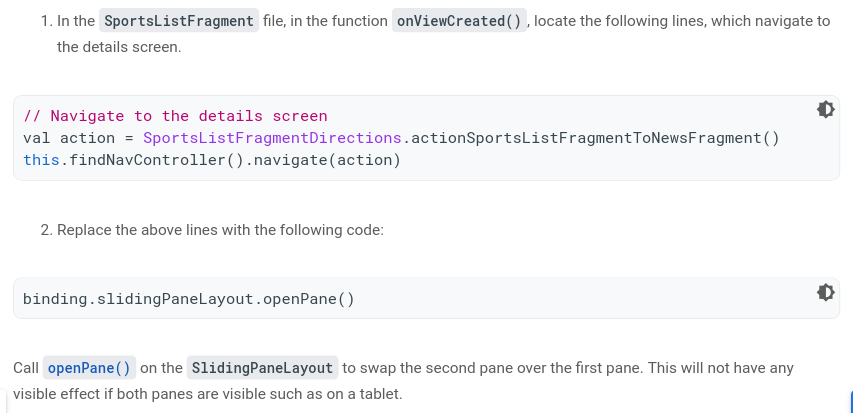 1. In the SportsListFragment file, in the function onViewCreated(), locate the following lines, which navigate to
the details screen.
// Navigate to the details screen
val action = SportsListFragmentDirections.actionSportsListFragmentToNewsFragment()
this.findNavController().navigate(action)
2. Replace the above lines with the following code:
binding.slidingPaneLayout.openPane()
Call openPane() on the SlidingPaneLayout to swap the second pane over the first pane. This will not have any
visible effect if both panes are visible such as on a tablet.